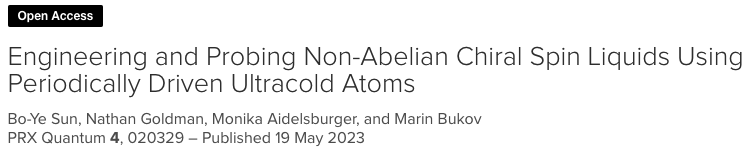 Open Access
Engineering and Probing Non-Abelian Chiral Spin Liquids Using
Periodically Driven Ultracold Atoms
Bo-Ye Sun, Nathan Goldman, Monika Aidelsburger, and Marin Bukov
PRX Quantum 4, 020329 – Published 19 May 2023